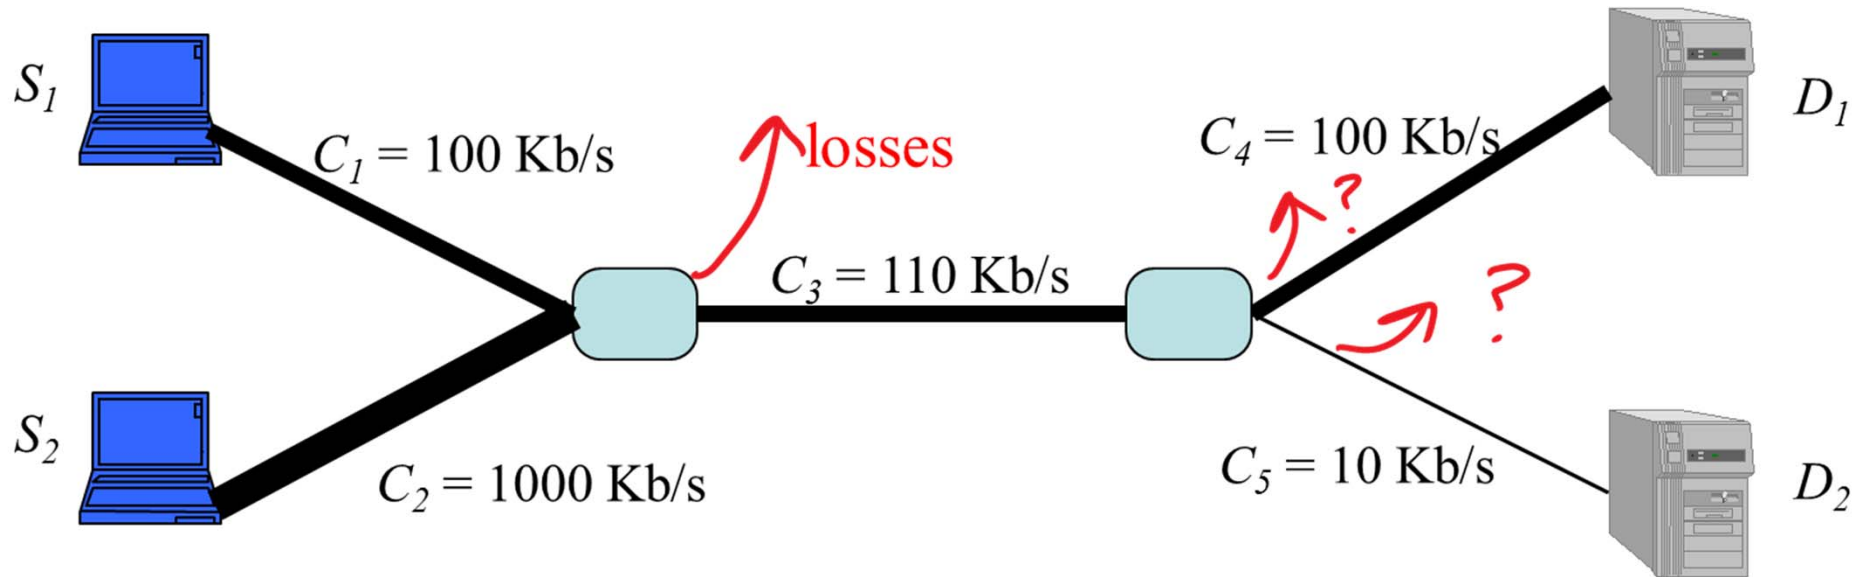 S1
C1 = 100 Kb/s
losses
C4 = 100 Kb/s
D1
?
C3 = 110 Kb/s
?
S2
C2 = 1000 Kb/s
C5 = 10 Kb/s
D2